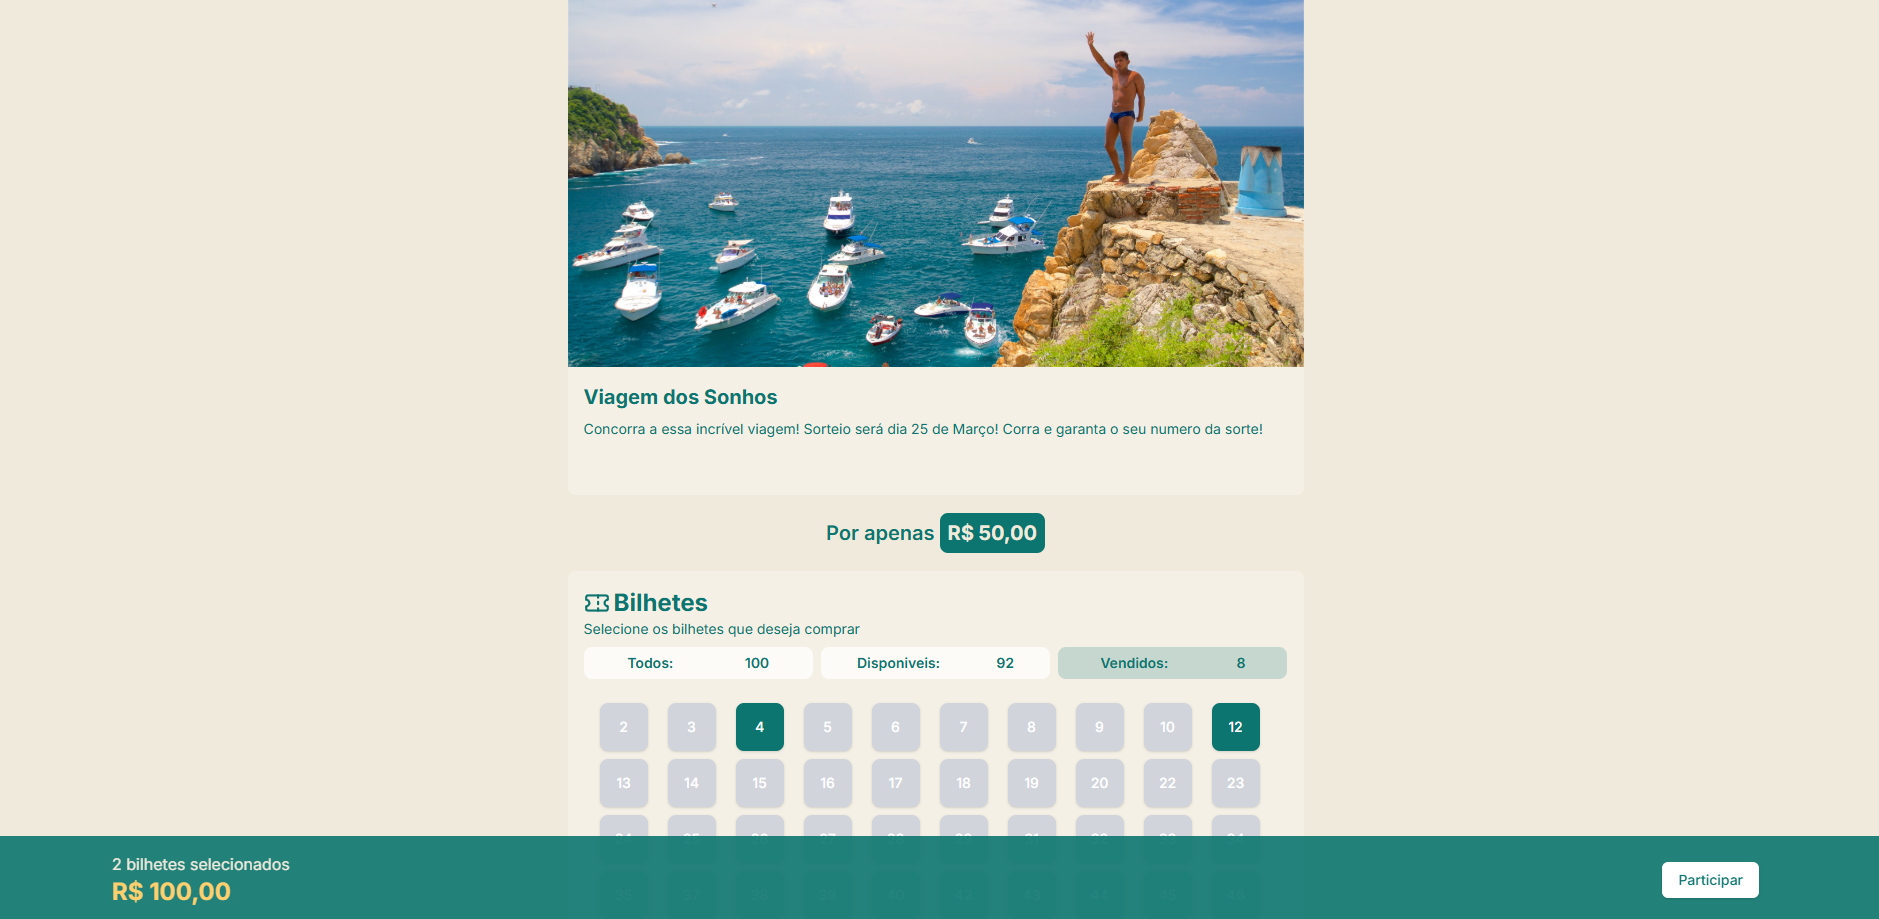 Viagem dos Sonhos
Concorra a essa incrível viagem! Sorteio será dia 25 de Março! Corra e garanta o seu numero da sorte!
Por apenas R$ 50,00
Bilhetes
Selecione os bilhetes que deseja comprar
Todos: 100 Disponiveis: 92 Vendidos: 8
2 3 4 5 6 7 8 9 10 12
13 14 15 16 17 18 19 20 22 23
2 bilhetes selecionados
R$ 100,00
Participar